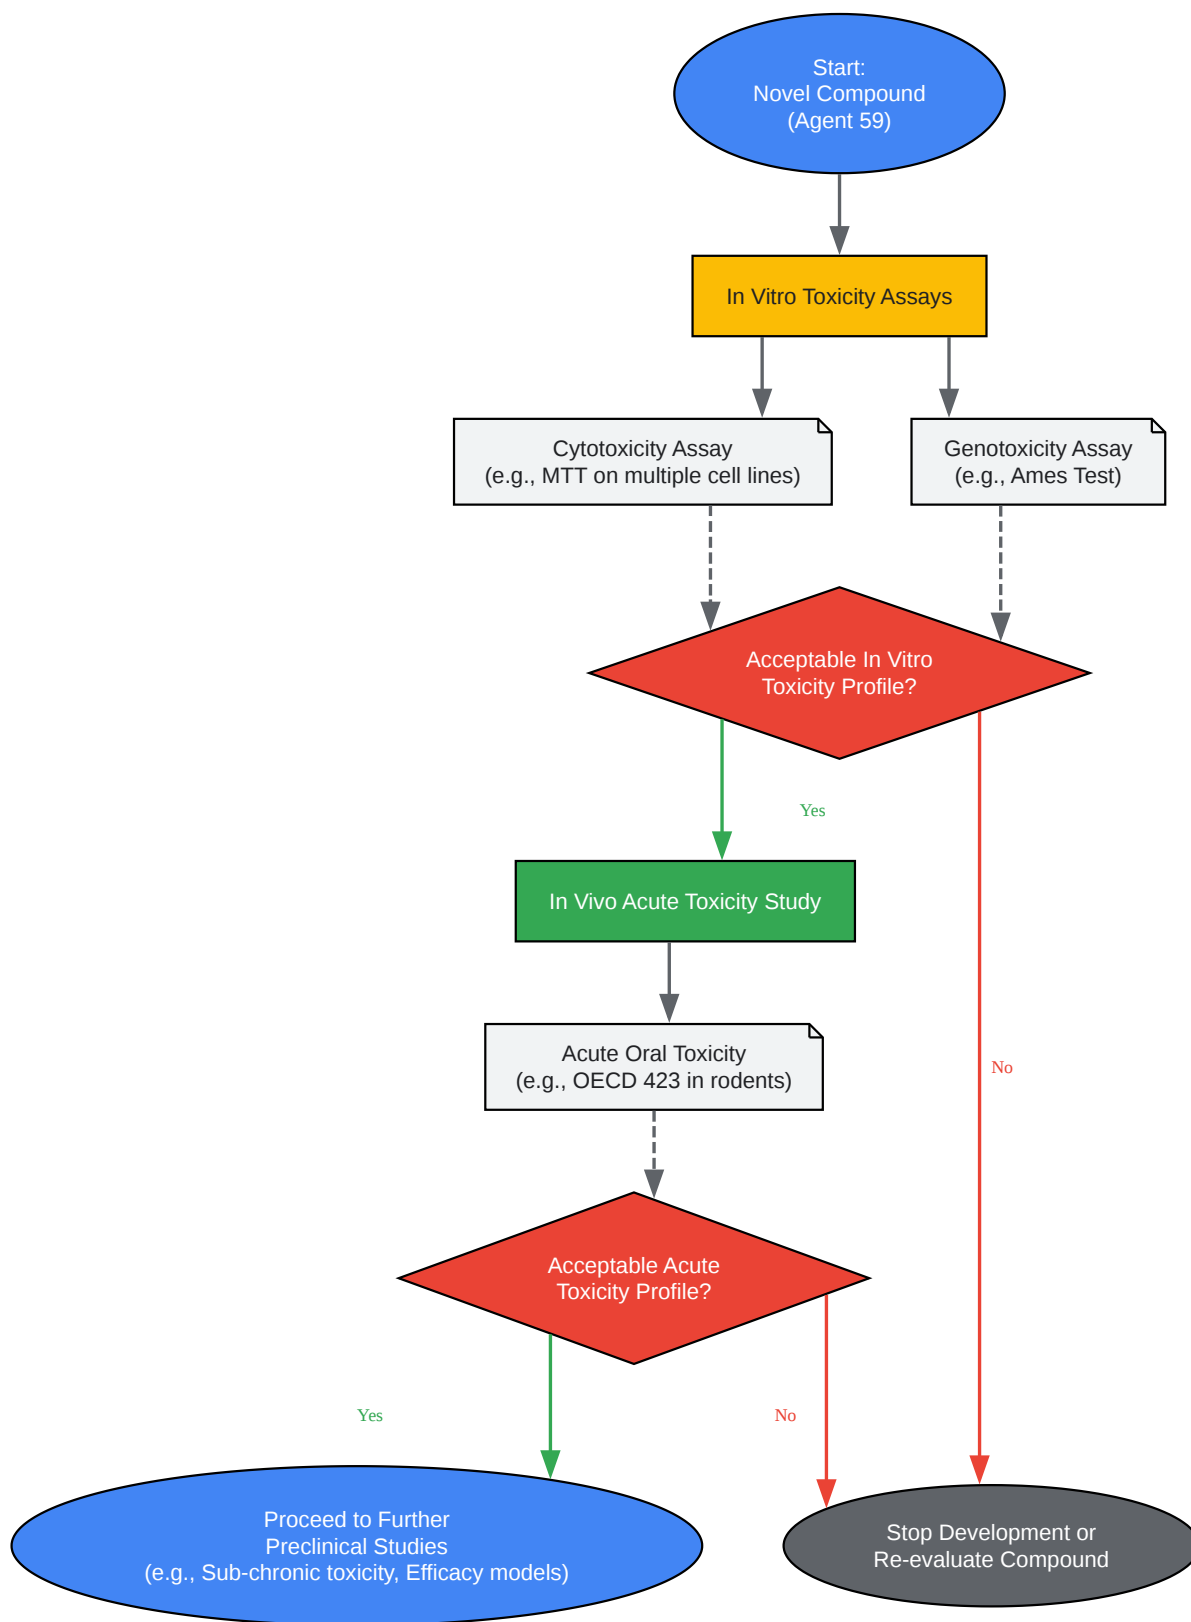 Start:
Novel Compound
(Agent 59)
In Vitro Toxicity Assays
Cytotoxicity Assay
(e.g., MTT on multiple cell lines)
Genotoxicity Assay
(e.g., Ames Test)
Acceptable In Vitro
Toxicity Profile?
Yes
In Vivo Acute Toxicity Study
Acute Oral Toxicity
(e.g., OECD 423 in rodents)
No
Acceptable Acute
Toxicity Profile?
Yes
No
Proceed to Further
Preclinical Studies
(e.g., Sub-chronic toxicity, Efficacy models)
Stop Development or
Re-evaluate Compound